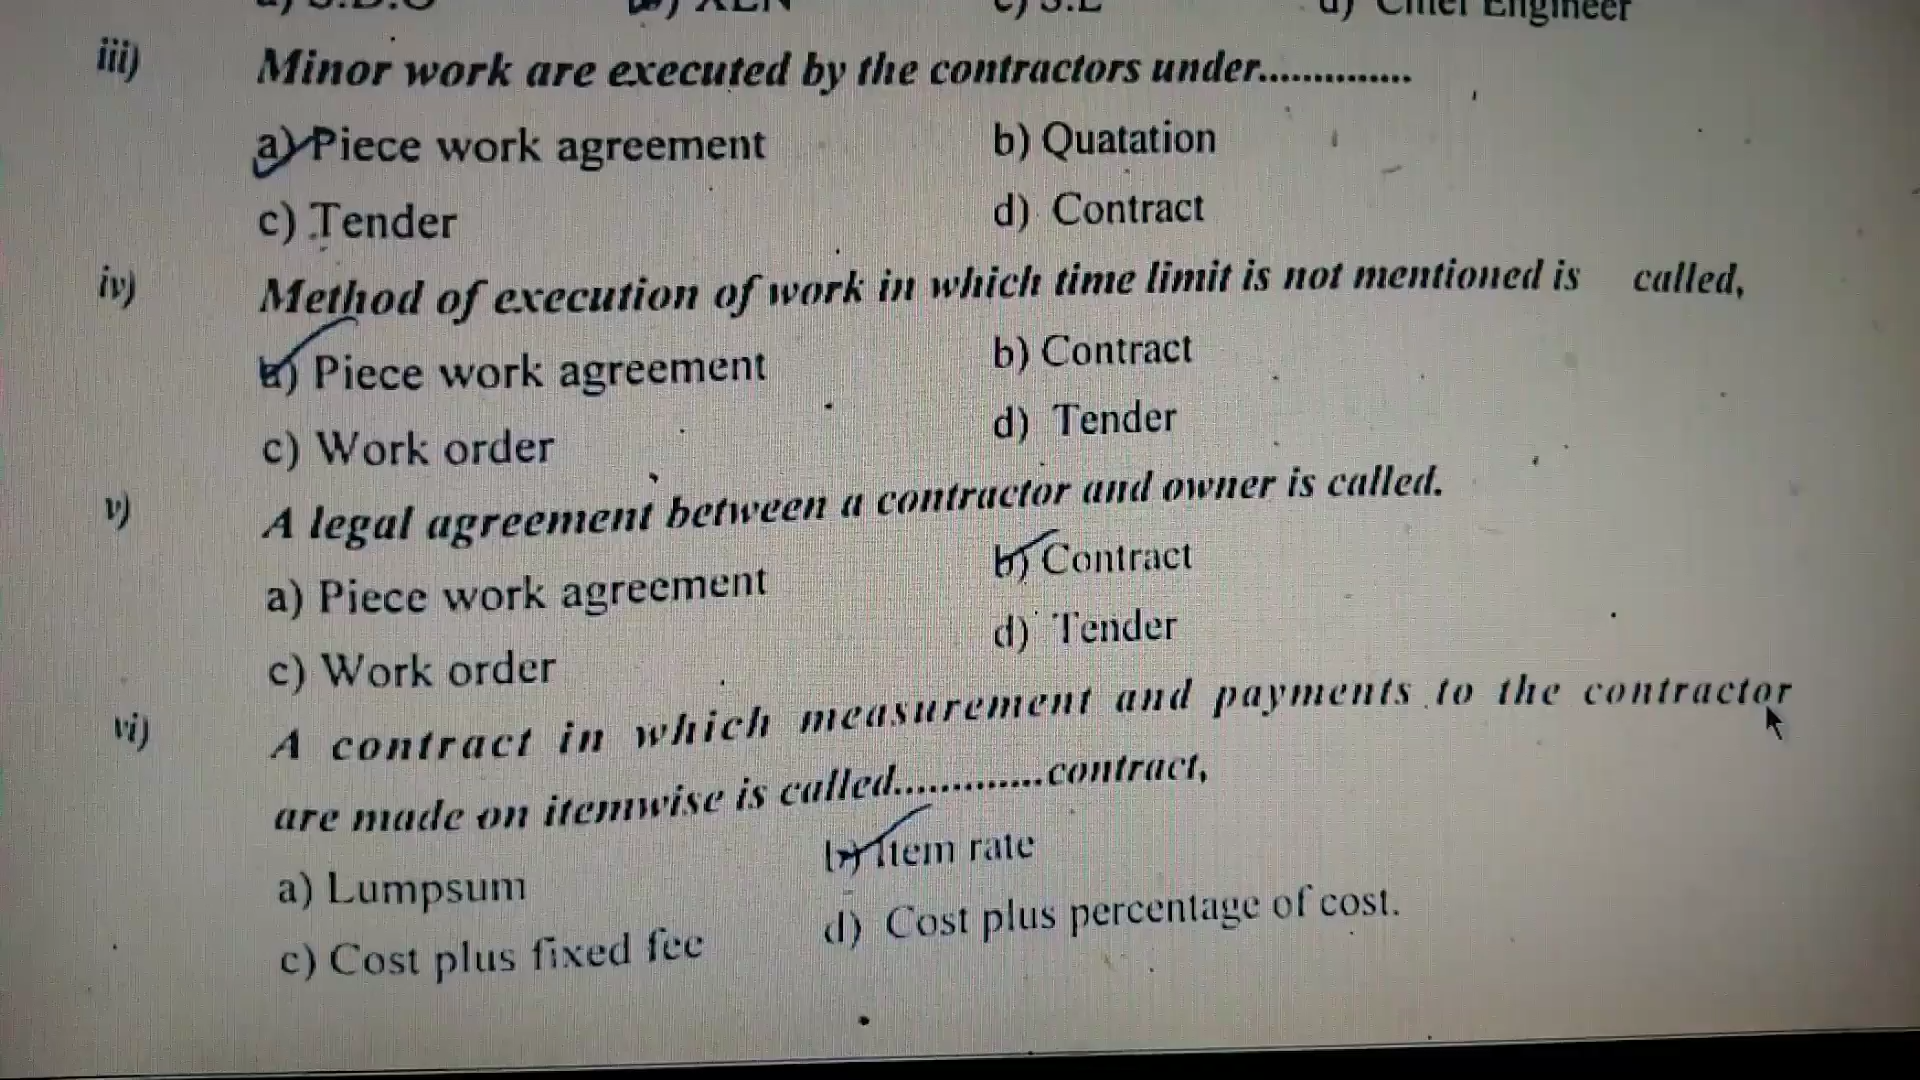 d) Chief Engineer
iii) Minor work are executed by the contractors under..............
a) Piece work agreement b) Quatation
c) Tender d) Contract
iv) Method of execution of work in which time limit is not mentioned is called,
a) Piece work agreement b) Contract
c) Work order d) Tender
v) A legal agreement between a contractor and owner is called.
a) Piece work agreement b) Contract
c) Work order d) Tender
vi) A contract in which measurement and payments to the contractor
are made on itemwise is called.............contract,
a) Lumpsum b) Item rate
c) Cost plus fixed fee d) Cost plus percentage of cost.